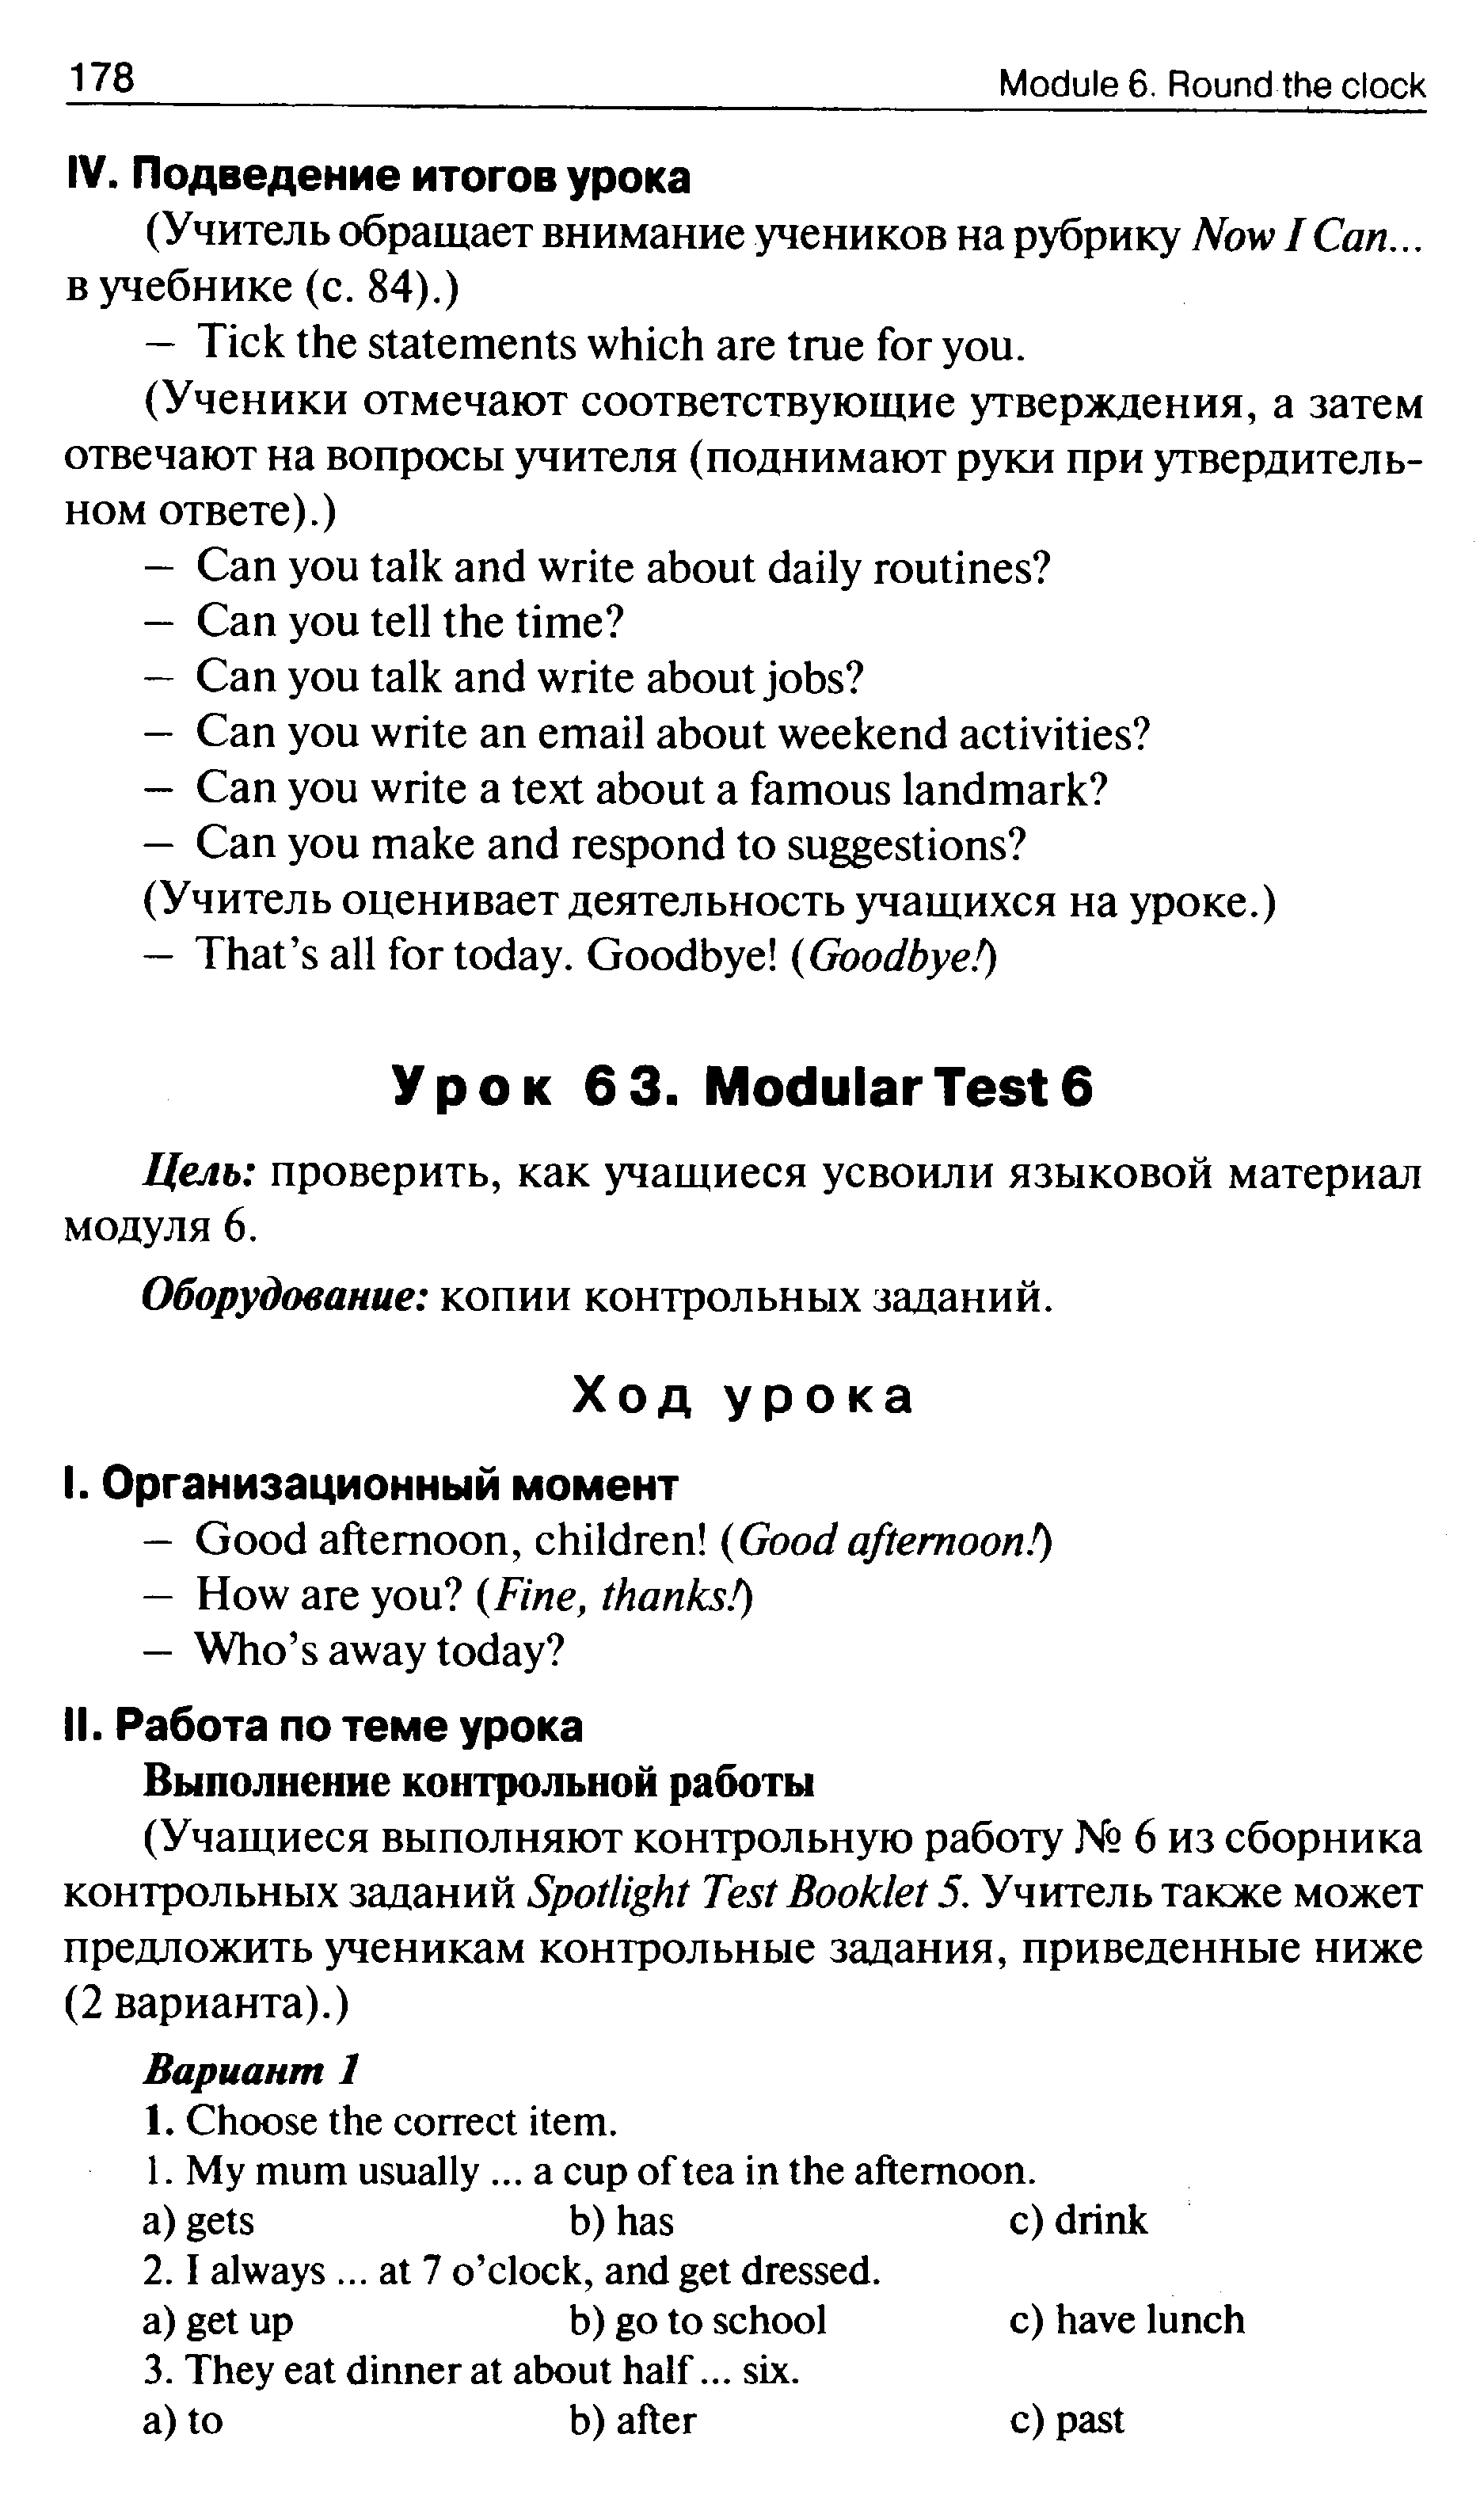 178
Module 6. Round the clock
IV. Подведение итогов урока
(Учитель обращает внимание учеников на рубрику Now I Can...
в учебнике (с. 84).)
— Tick the statements which are true for you.
(Ученики отмечают соответствующие утверждения, а затем
отвечают на вопросы учителя (поднимают руки при утвердитель-
ном ответе).)
— Can you talk and write about daily routines?
— Can you tell the time?
— Can you talk and write about jobs?
— Can you write an email about weekend activities?
— Can you write a text about a famous landmark?
— Can you make and respond to suggestions?
(Учитель оценивает деятельность учащихся на уроке.)
— That's all for today. Goodbye! (Goodbye!)
Урок 63. Modular Test 6
Цель: проверить, как учащиеся усвоили языковой материал
модуля 6.
Оборудование: копии контрольных заданий.
Ход урока
I. Организационный момент
— Good afternoon, children! (Good afternoon!)
— How are you? (Fine, thanks!)
— Who's away today?
II. Работа по теме урока
Выполнение контрольной работы
(Учащиеся выполняют контрольную работу № 6 из сборника
контрольных заданий Spotlight Test Booklet 5. Учитель также может
предложить ученикам контрольные задания, приведенные ниже
(2 варианта).)
Вариант 1
1. Choose the correct item.
1. My mum usually ... a cup of tea in the afternoon.
a) gets b) has c) drink
2. I always ... at 7 o'clock, and get dressed.
a) get up b) go to school c) have lunch
3. They eat dinner at about half ... six.
a) to b) after c) past